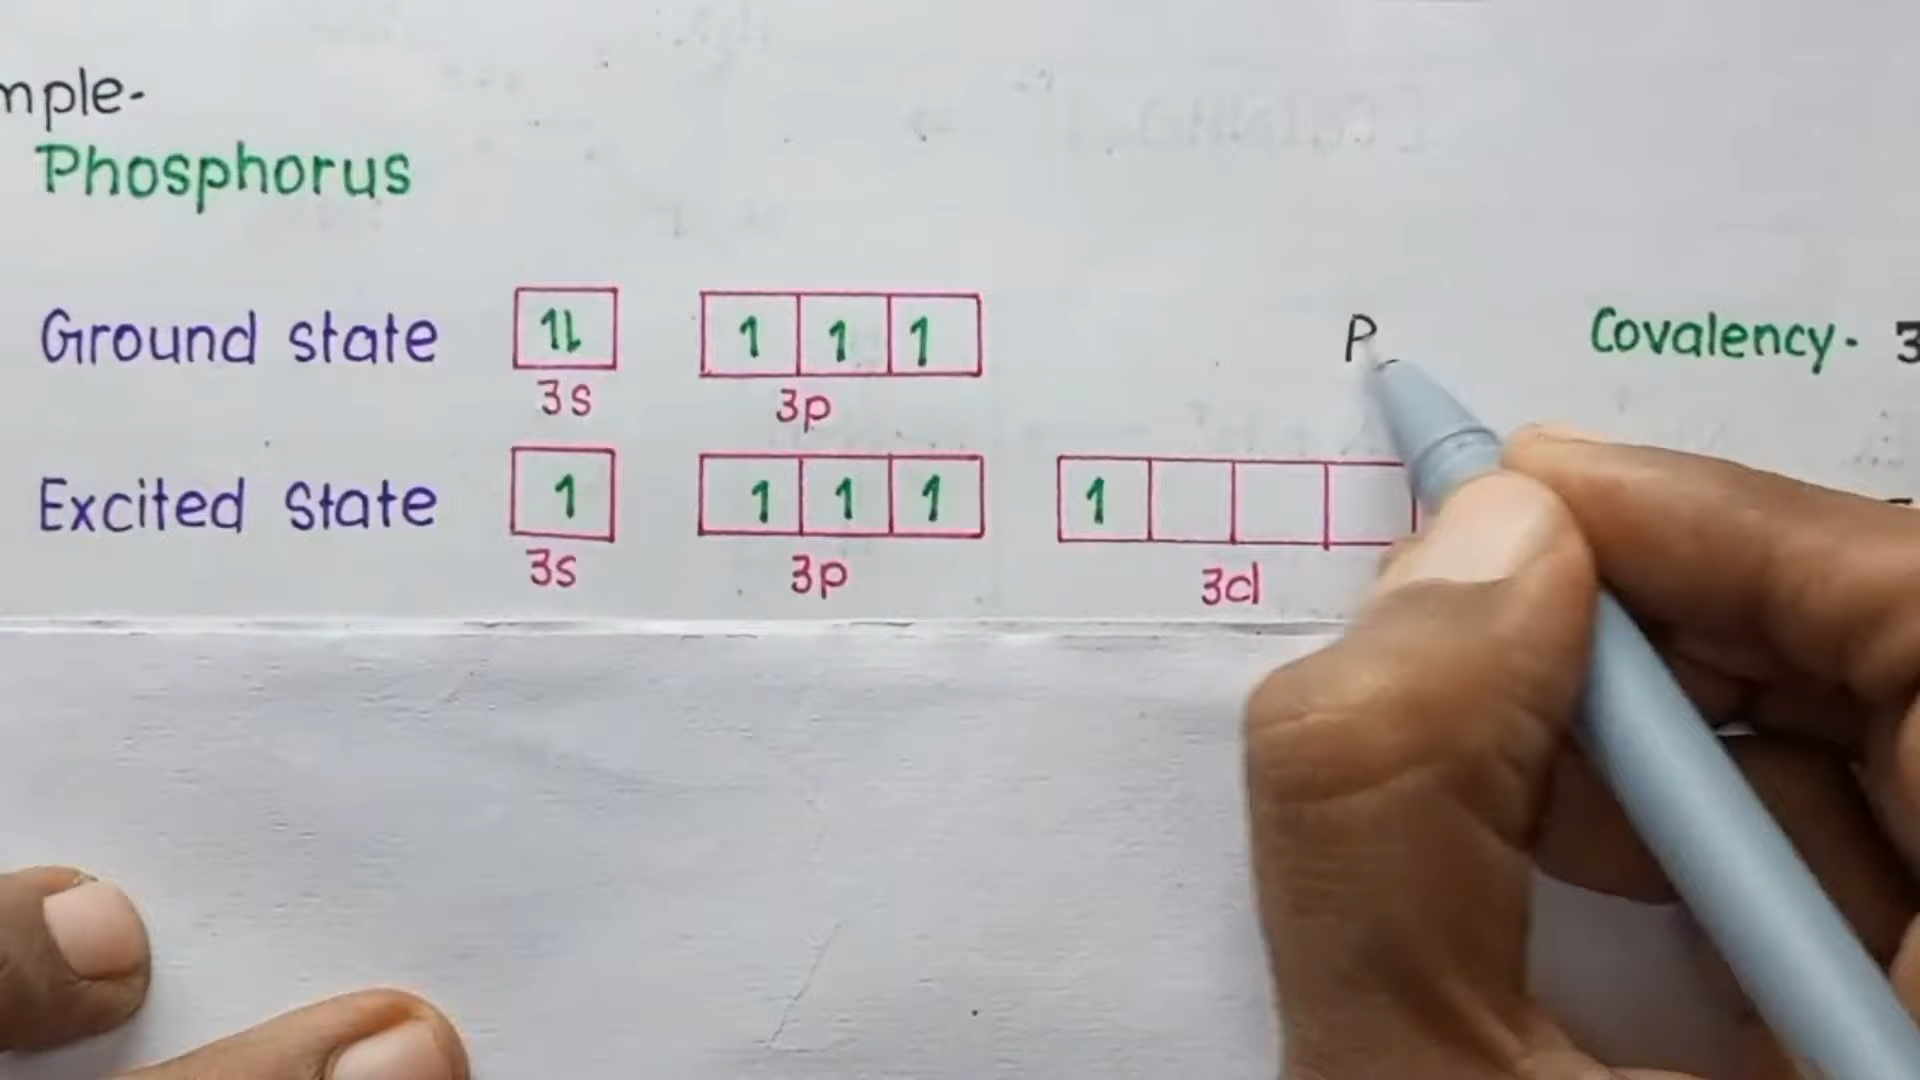 mple-
Phosphorus
Ground state 1l 1 1 1 P Covalency- 3
3s 3p
Excited State 1 1 1 1 1
3s 3p 3d